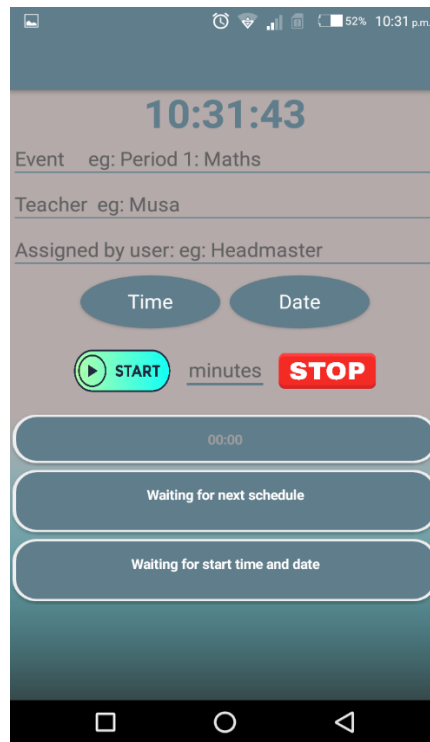 52% 10:31 p.m.
10:31:43
Event eg: Period 1: Maths
Teacher eg: Musa
Assigned by user: eg: Headmaster
Time Date
START minutes STOP
00:00
Waiting for next schedule
Waiting for start time and date